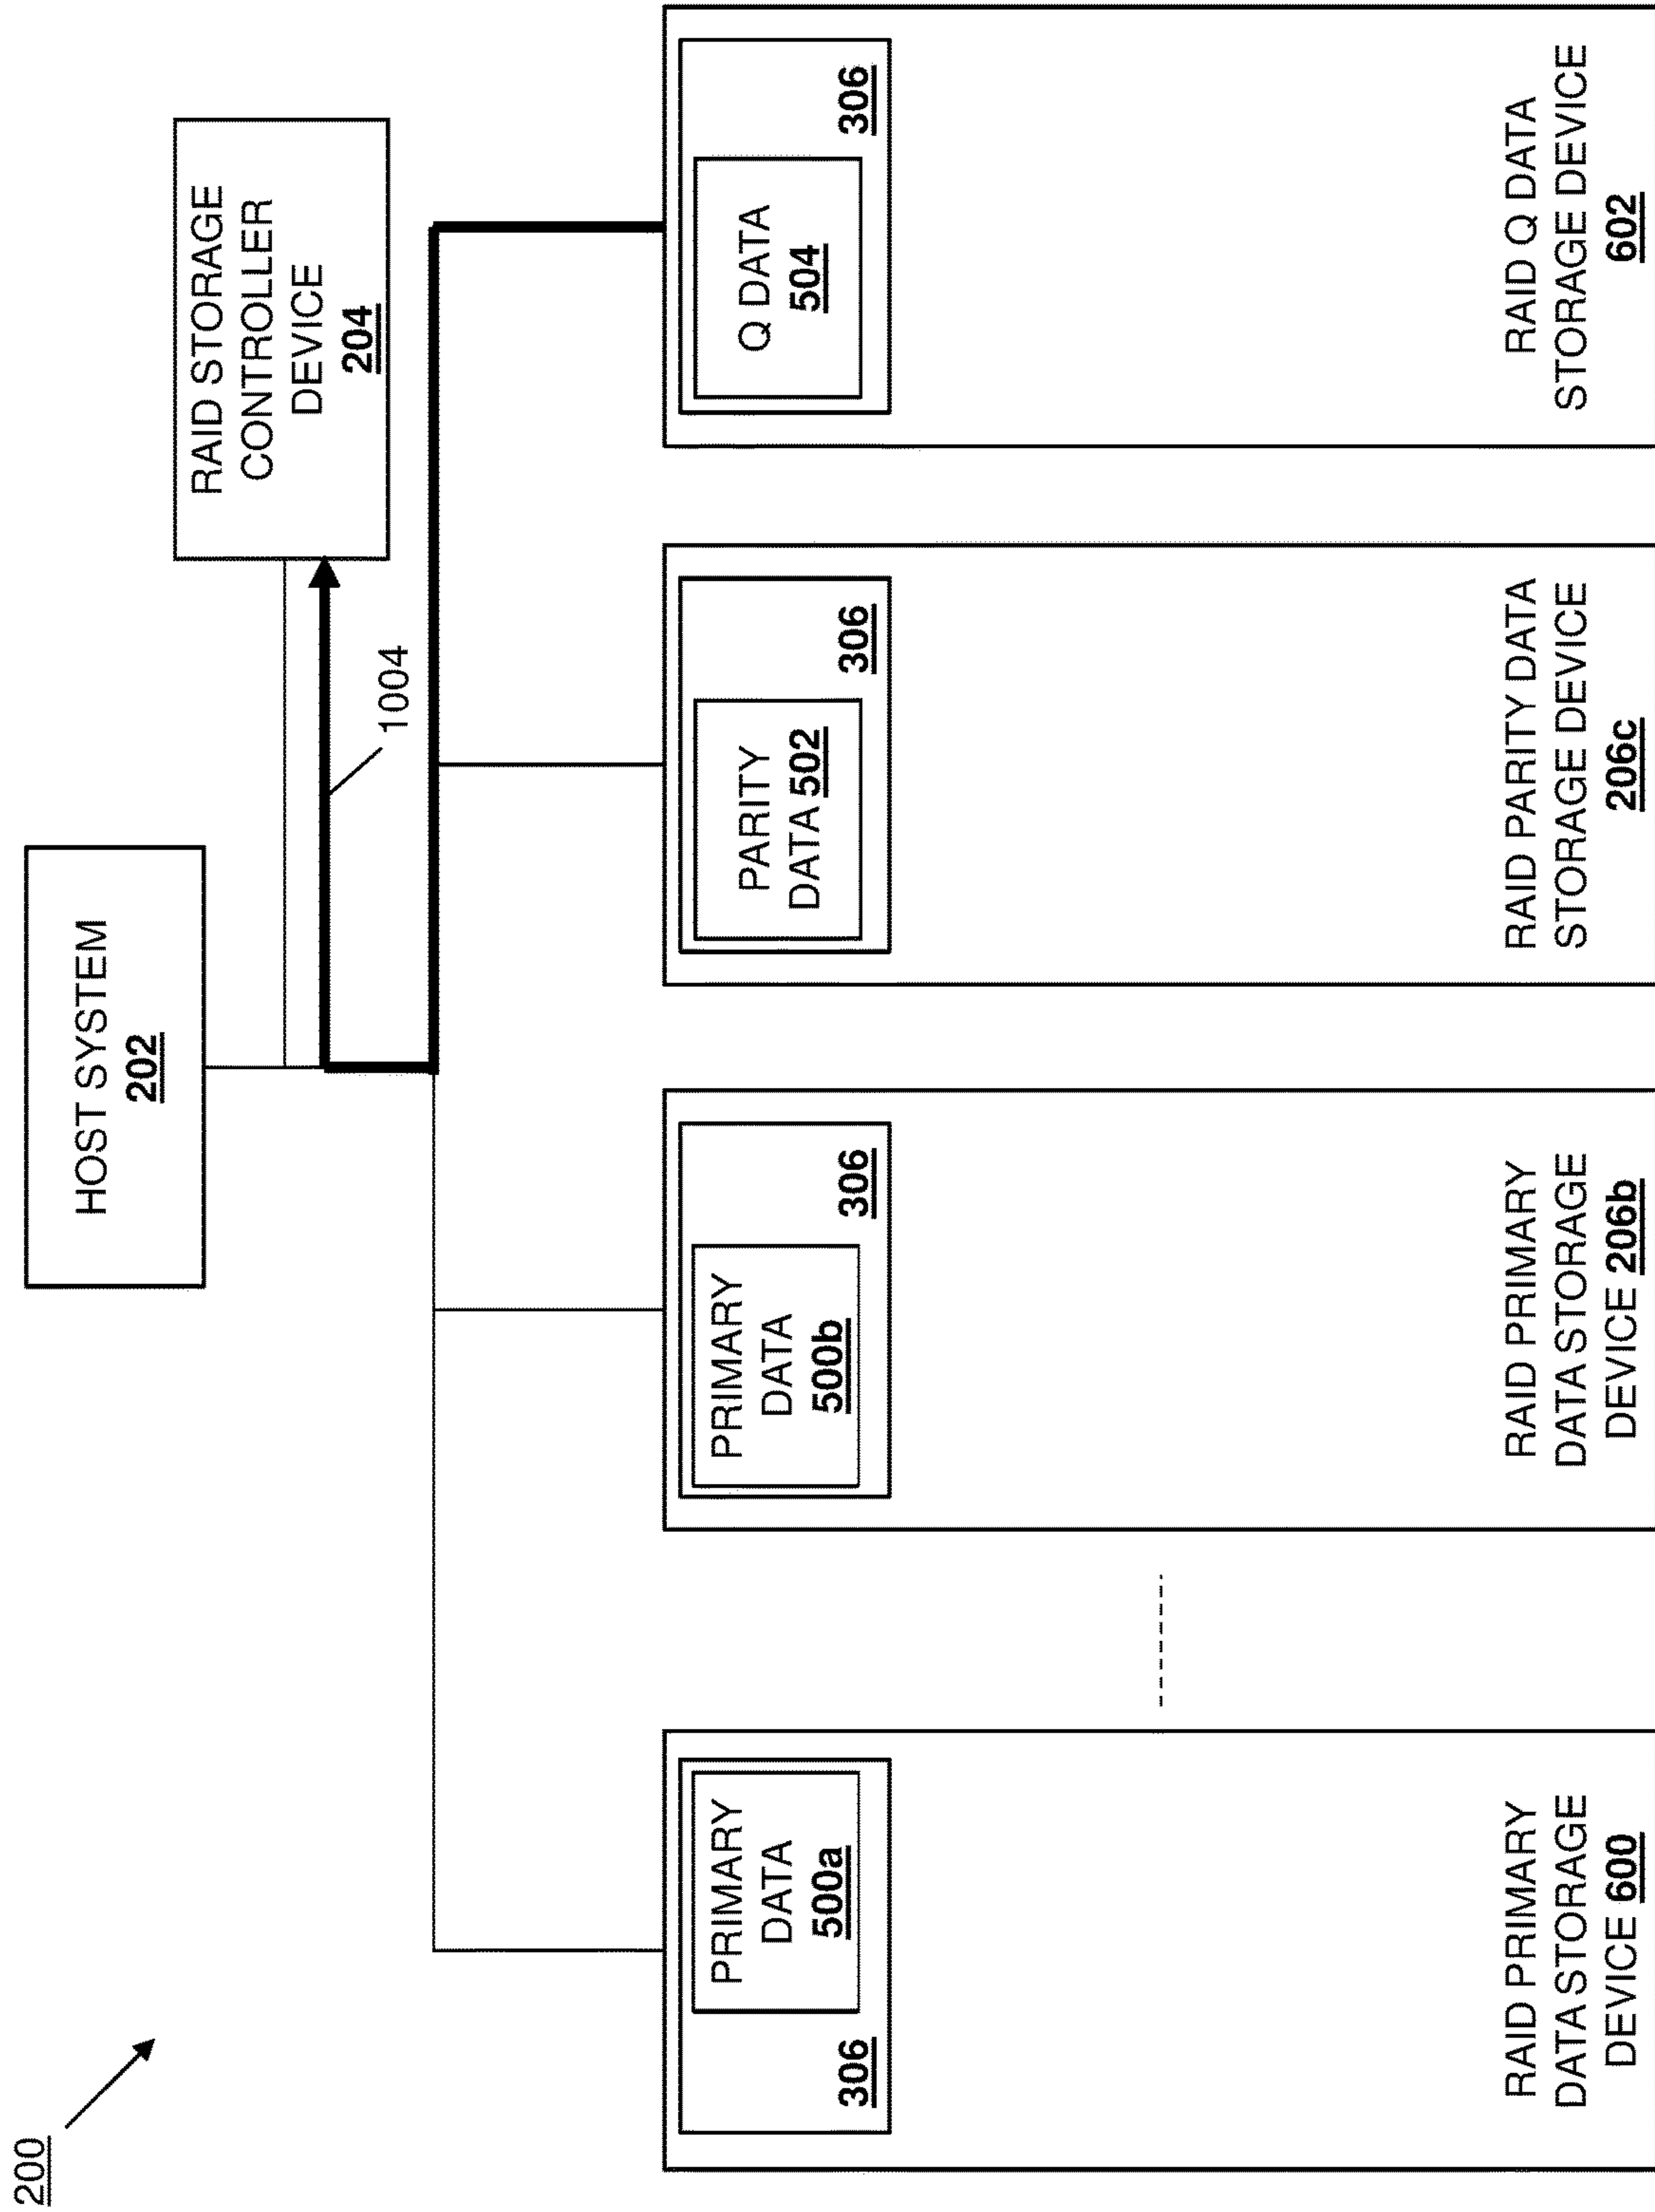 200
HOST SYSTEM
202
RAID STORAGE
CONTROLLER
DEVICE
204
1004
306
PRIMARY
DATA
500a
RAID PRIMARY
DATA STORAGE
DEVICE 600
PRIMARY
DATA
500b
306
RAID PRIMARY
DATA STORAGE
DEVICE 206b
PARITY
DATA 502
306
RAID PARITY DATA
STORAGE DEVICE
206c
Q DATA
504
306
RAID Q DATA
STORAGE DEVICE
602